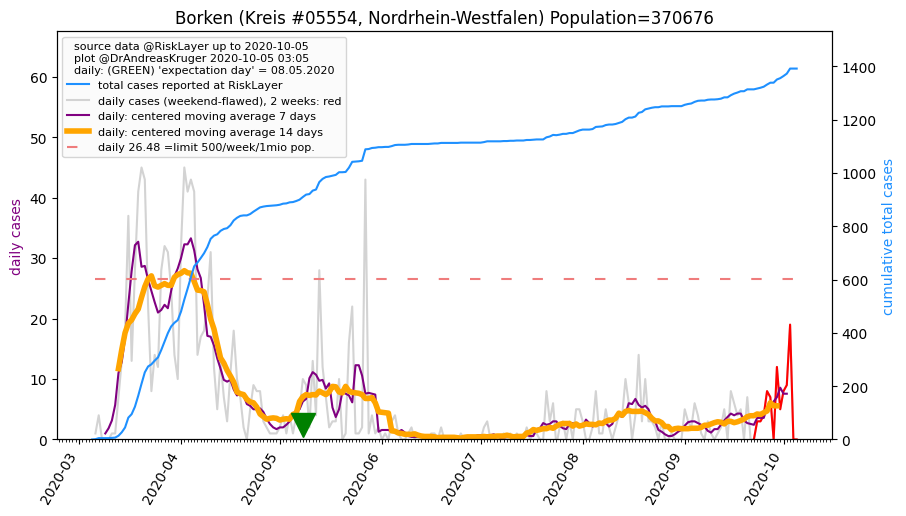 Borken (Kreis #05554, Nordrhein-Westfalen) Population=370676
source data @RiskLayer up to 2020-10-05
plot @DrAndreasKruger 2020-10-05 03:05
daily: (GREEN) 'expectation day' = 08.05.2020
total cases reported at RiskLayer
daily cases (weekend-flawed), 2 weeks: red
daily: centered moving average 7 days
daily: centered moving average 14 days
daily 26.48 =limit 500/week/1mio pop.
daily cases
60
50
40
30
20
10
0
cumulative total cases
1400
1200
1000
800
600
400
200
0
2020-03
2020-04
2020-05
2020-06
2020-07
2020-08
2020-09
2020-10